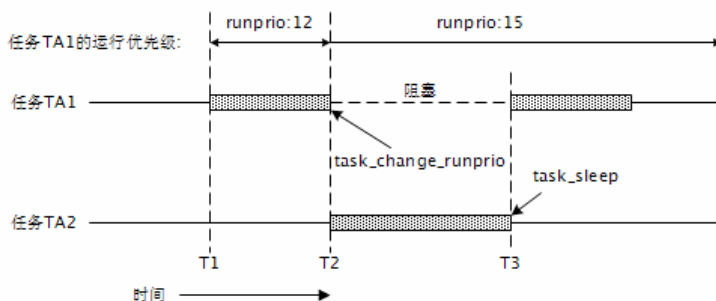 runprio:12
runprio:15
任务TA1的运行优先级:
任务TA1
阻塞
task_change_runprio
task_sleep
任务TA2
T1
T2
T3
时间